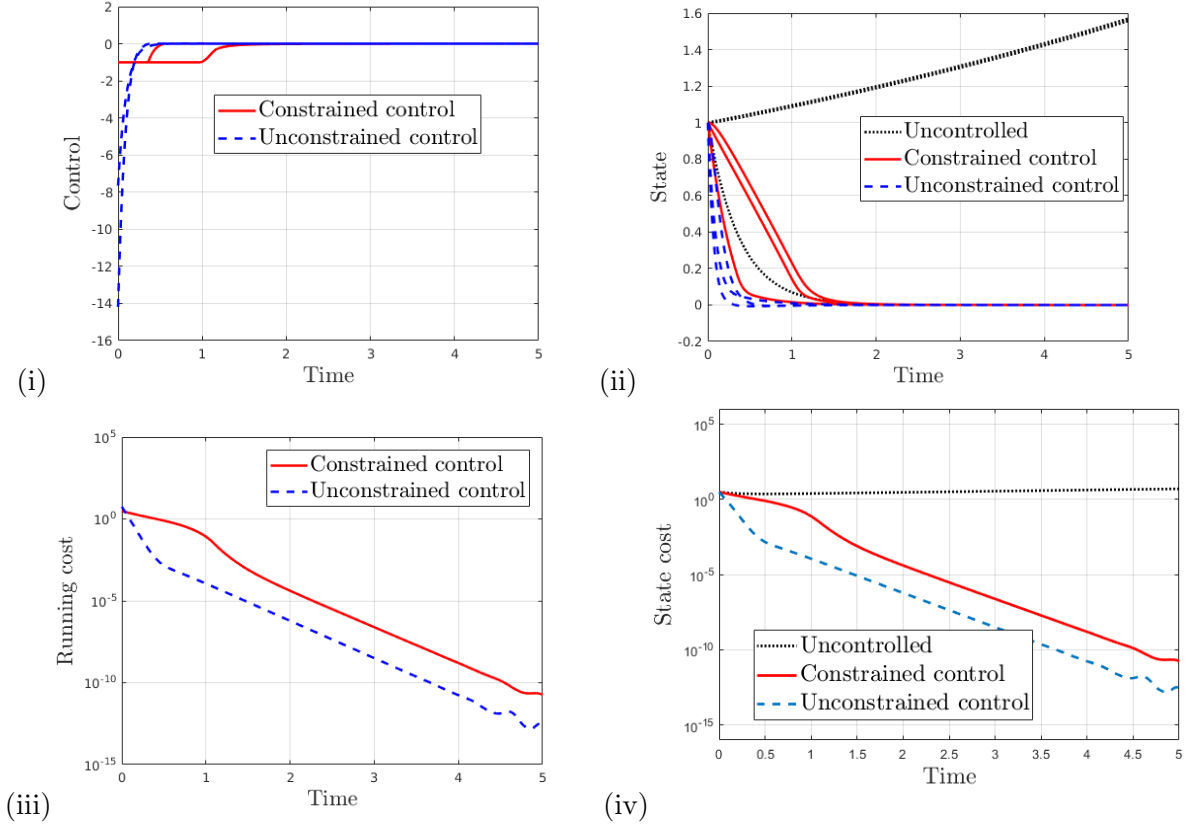 2
0
-2
-4
-6
-8
-10
-12
-14
-16
0
1
2
3
4
5
Control
Time
Constrained control
Unconstrained control
(i)
1.6
1.4
1.2
1
0.8
0.6
0.4
0.2
0
-0.2
0
1
2
3
4
5
State
Time
Uncontrolled
Constrained control
Unconstrained control
(ii)
10^5
10^0
10^-5
10^-10
10^-15
0
1
2
3
4
5
Running cost
Time
Constrained control
Unconstrained control
(iii)
10^5
10^0
10^-5
10^-10
10^-15
0
0.5
1
1.5
2
2.5
3
3.5
4
4.5
5
State cost
Time
Uncontrolled
Constrained control
Unconstrained control
(iv)